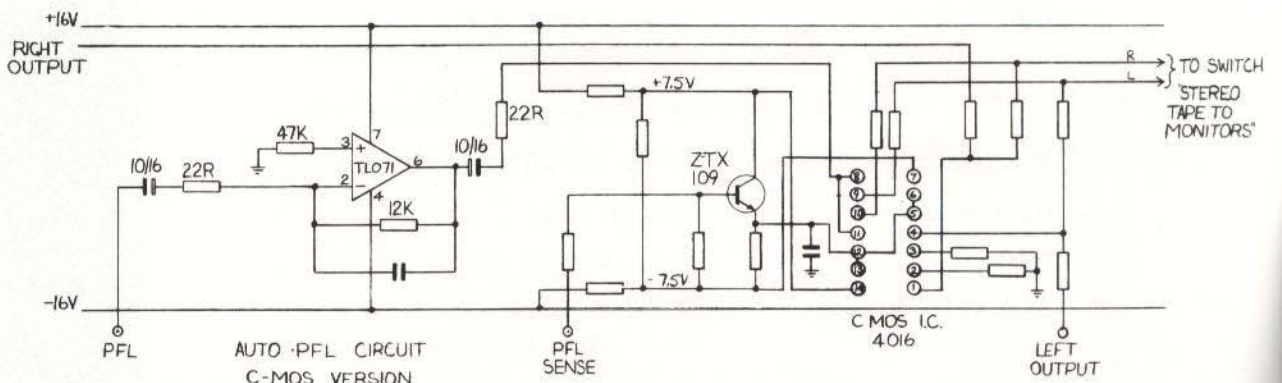 +16V
RIGHT
OUTPUT
R
L
TO SWITCH
"STEREO
TAPE TO
MONITORS"
+7.5V
22R
47K
3
+
7
TL071
6
10/16
10/16
22R
2
-
4
12K
ZTX
109
8
9
10
11
12
13
14
7
6
5
4
3
2
1
-7.5V
-16V
C MOS I.C.
4016
PFL
AUTO-PFL CIRCUIT
C-MOS VERSION
PFL
SENSE
LEFT
OUTPUT